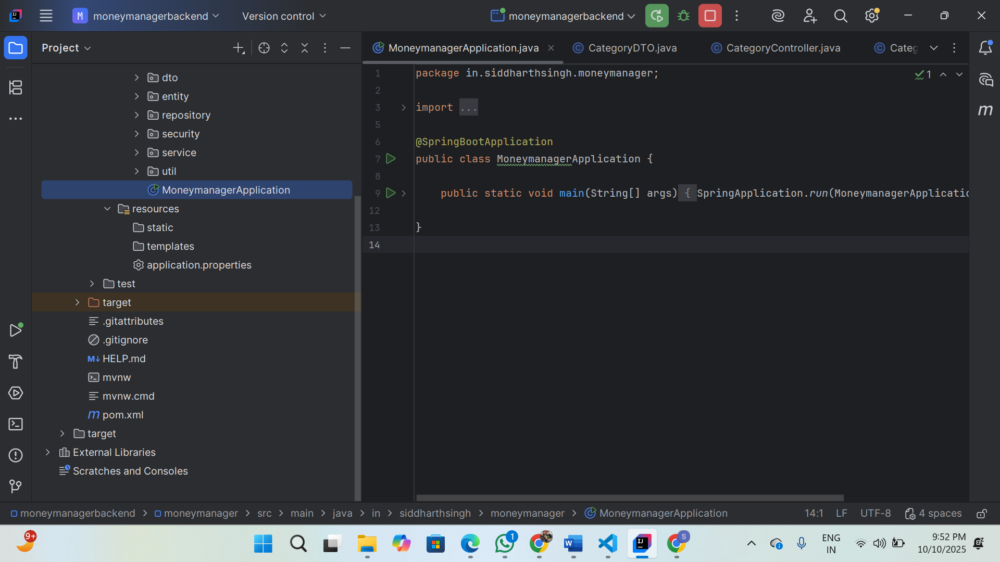 M moneymanagerbackend Version control moneymanagerbackend
Project
MoneymanagerApplication.java CategoryDTO.java CategoryController.java Categ
dto
entity
repository
security
service
util
MoneymanagerApplication
resources
static
templates
application.properties
test
target
.gitattributes
.gitignore
M↓ HELP.md
mvnw
mvnw.cmd
m pom.xml
target
External Libraries
Scratches and Consoles
1 package in.siddharthsingh.moneymanager;
2
3 import ...
5
6 @SpringBootApplication
7 public class MoneymanagerApplication {
8
9 public static void main(String[] args) { SpringApplication.run(MoneymanagerApplicatio
12
13 }
14
1
m
moneymanagerbackend > moneymanager > src > main > java > in > siddharthsingh > moneymanager > MoneymanagerApplication
14:1 LF UTF-8 4 spaces
9+
1
W
IJ
S
ENG
IN
9:52 PM
10/10/2025